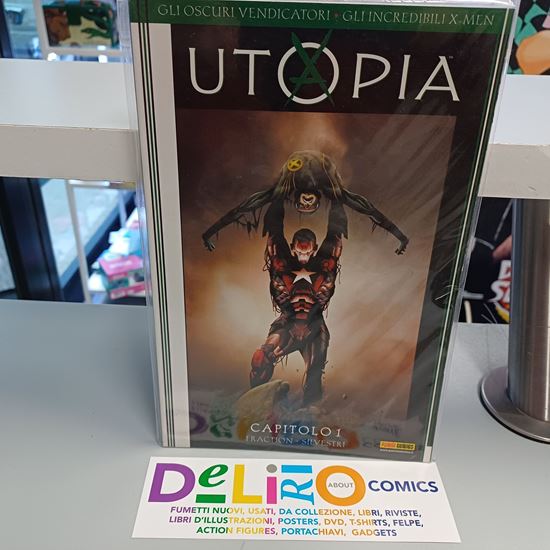 GLI OSCURI VENDICATORI • GLI INCREDIBILI X-MEN
UTOPIA™
CAPITOLO 1
FRACTION • SILVESTRI
PANINI COMICS
DeLiRiO
ABOUT
COMICS
FUMETTI NUOVI, USATI, DA COLLEZIONE, LIBRI, RIVISTE,
LIBRI D'ILLUSTRAZIONI, POSTERS, DVD, T-SHIRTS, FELPE,
ACTION FIGURES, PORTACHIAVI, GADGETS